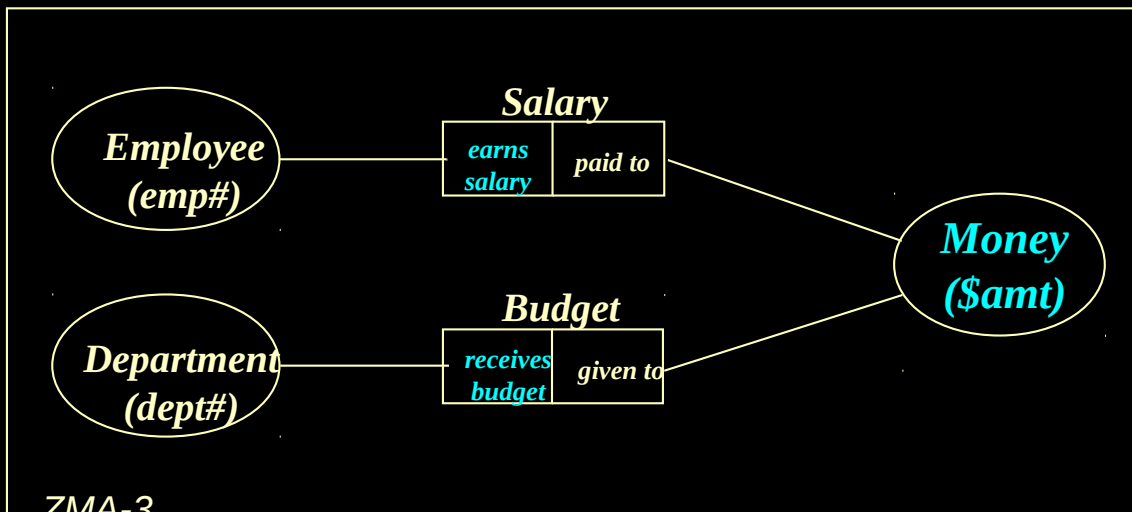 Salary
Employee
(emp#)
earns
salary
paid to
Money
($amt)
Budget
Department
(dept#)
receives
budget
given to
ZMA-3